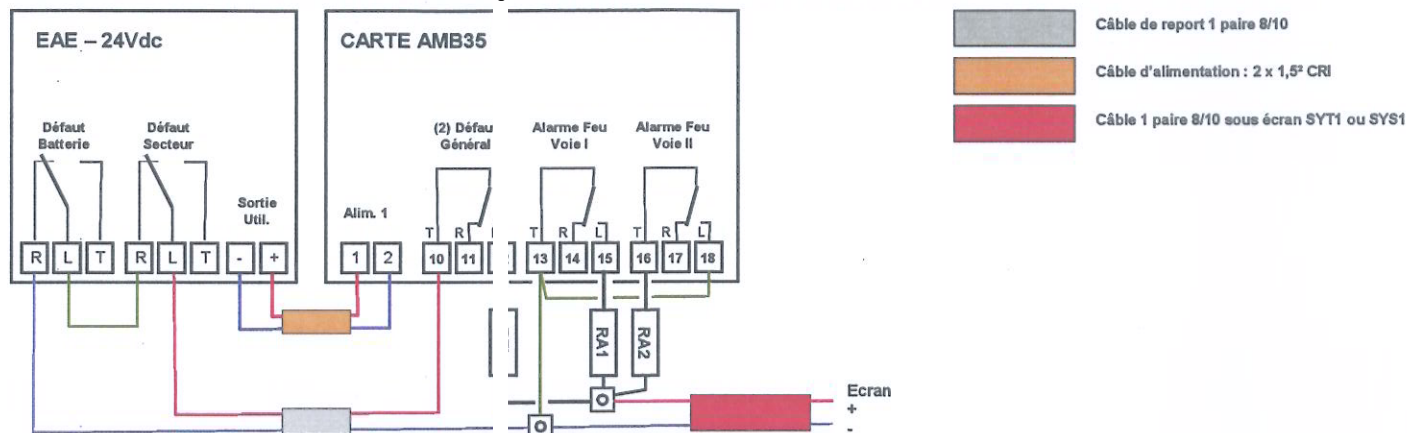 EAE – 24Vdc
CARTE AMB35
Câble de report 1 paire 8/10
Câble d'alimentation : 2 x 1,5² CRI
Câble 1 paire 8/10 sous écran SYT1 ou SYS1
Défaut
Batterie
Défaut
Secteur
Sortie
Util.
Alim. 1
(2) Défau
Général
Alarme Feu
Voie I
Alarme Feu
Voie II
T R T R L T R L
R L T R L T - + 1 2 10 11 13 14 15 16 17 18
RA1
RA2
Ecran
+
-